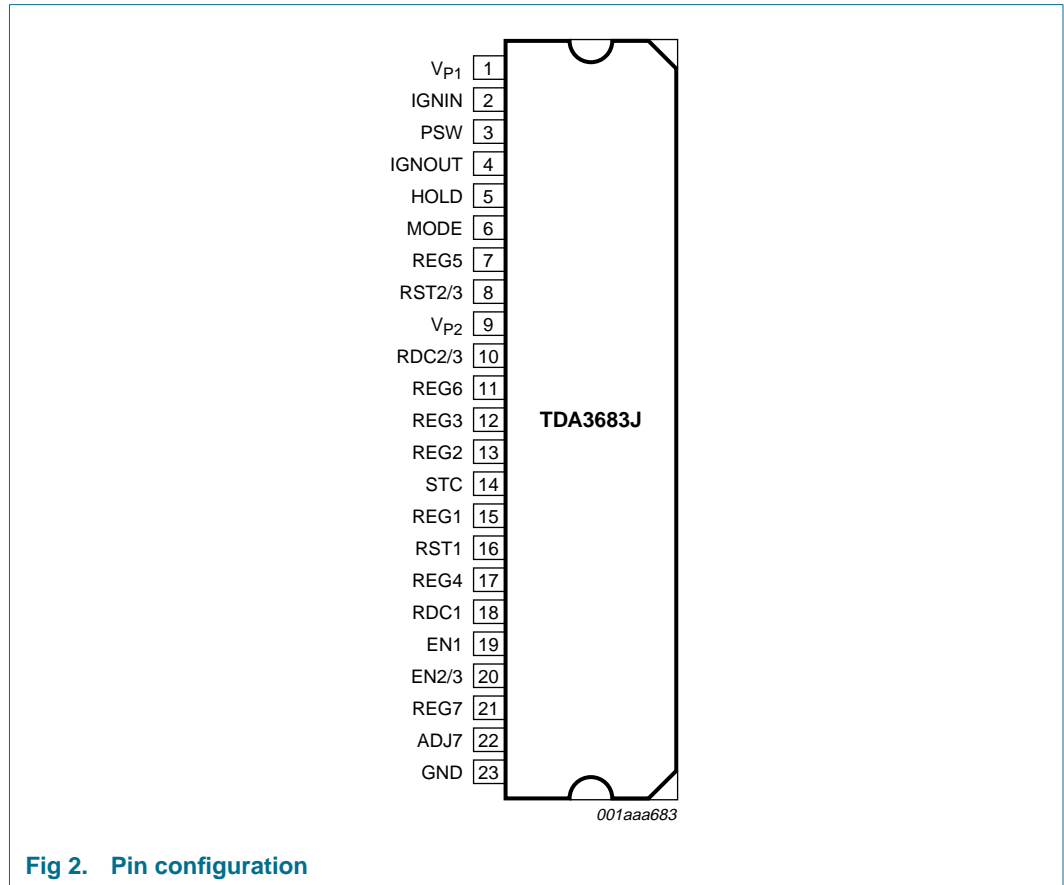 VP1 1
IGNIN 2
PSW 3
IGNOUT 4
HOLD 5
MODE 6
REG5 7
RST2/3 8
VP2 9
RDC2/3 10
REG6 11
REG3 12 TDA3683J
REG2 13
STC 14
REG1 15
RST1 16
REG4 17
RDC1 18
EN1 19
EN2/3 20
REG7 21
ADJ7 22
GND 23
001aaa683
Fig 2. Pin configuration